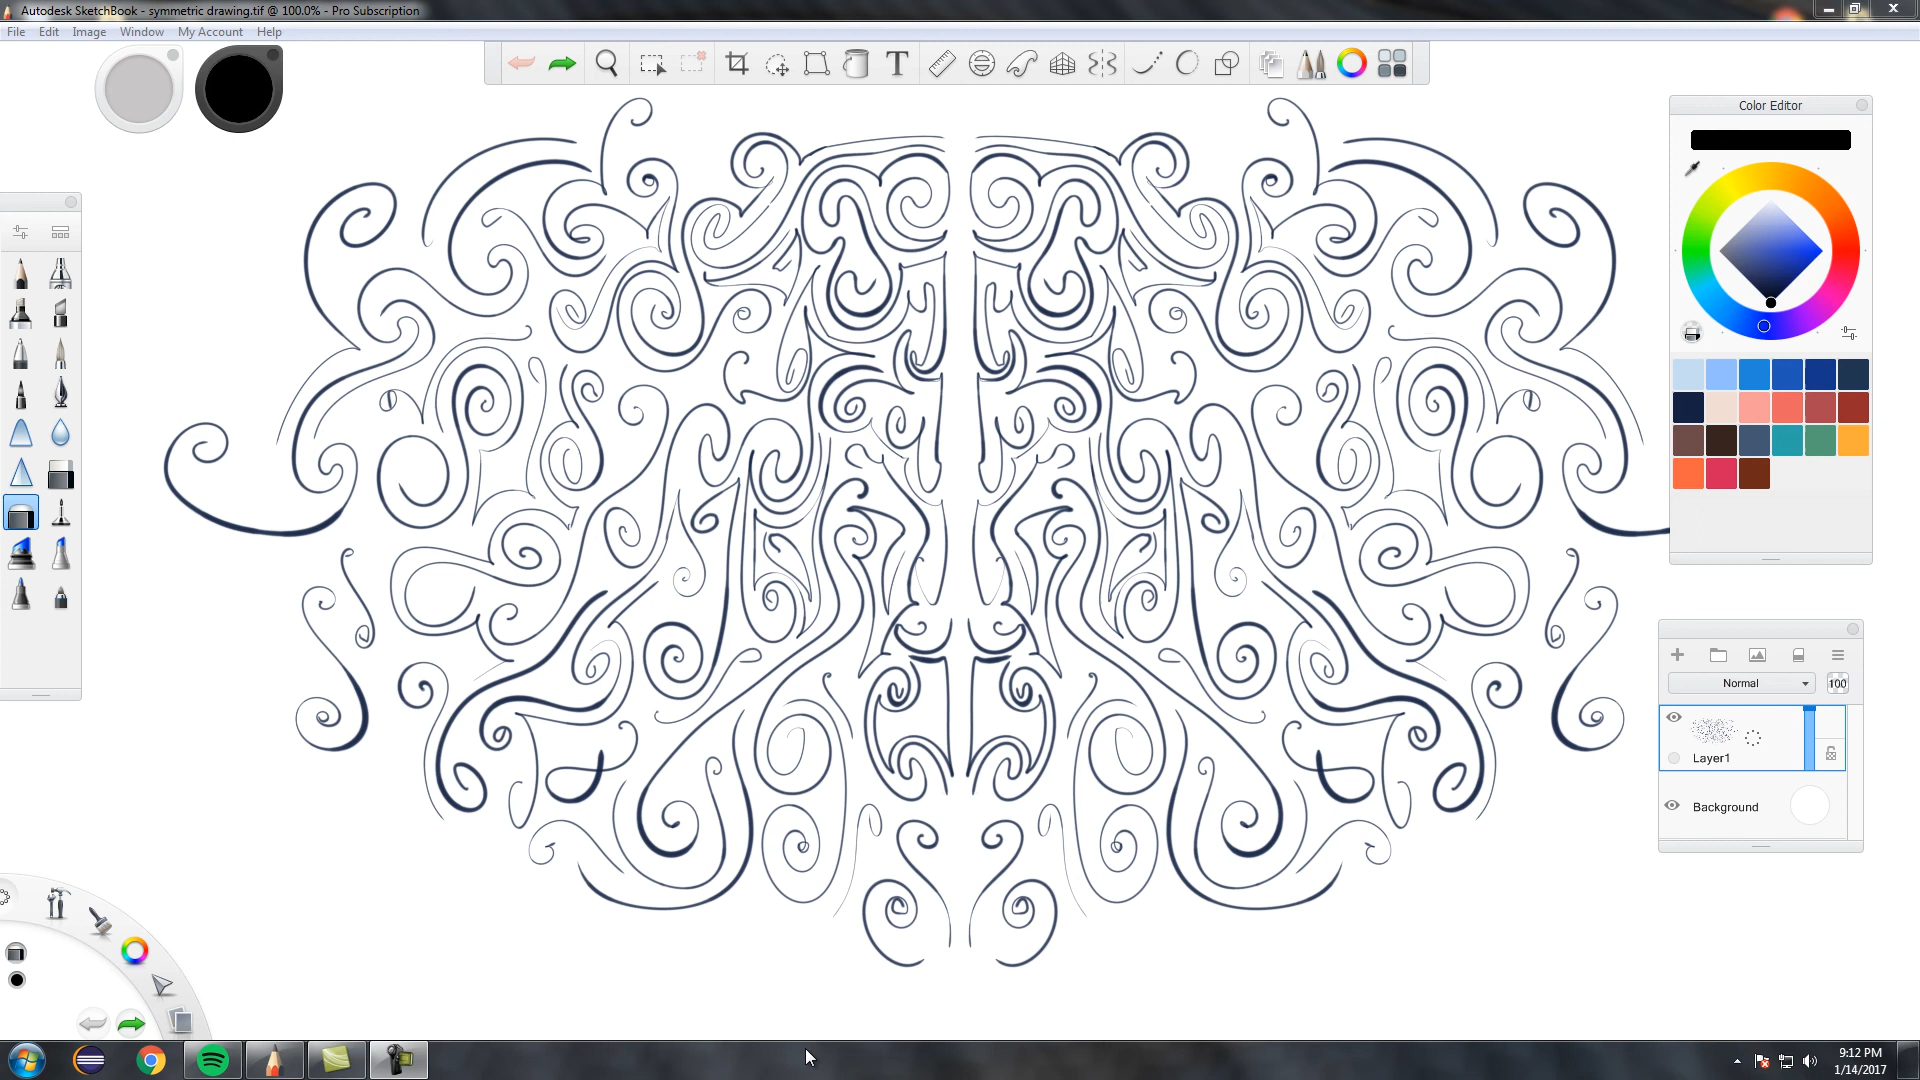 Autodesk SketchBook - symmetric drawing.tif @ 100.0% - Pro Subscription
File Edit Image Window My Account Help
T
Color Editor
Normal 100
Layer1
Background
9:12 PM
1/14/2017